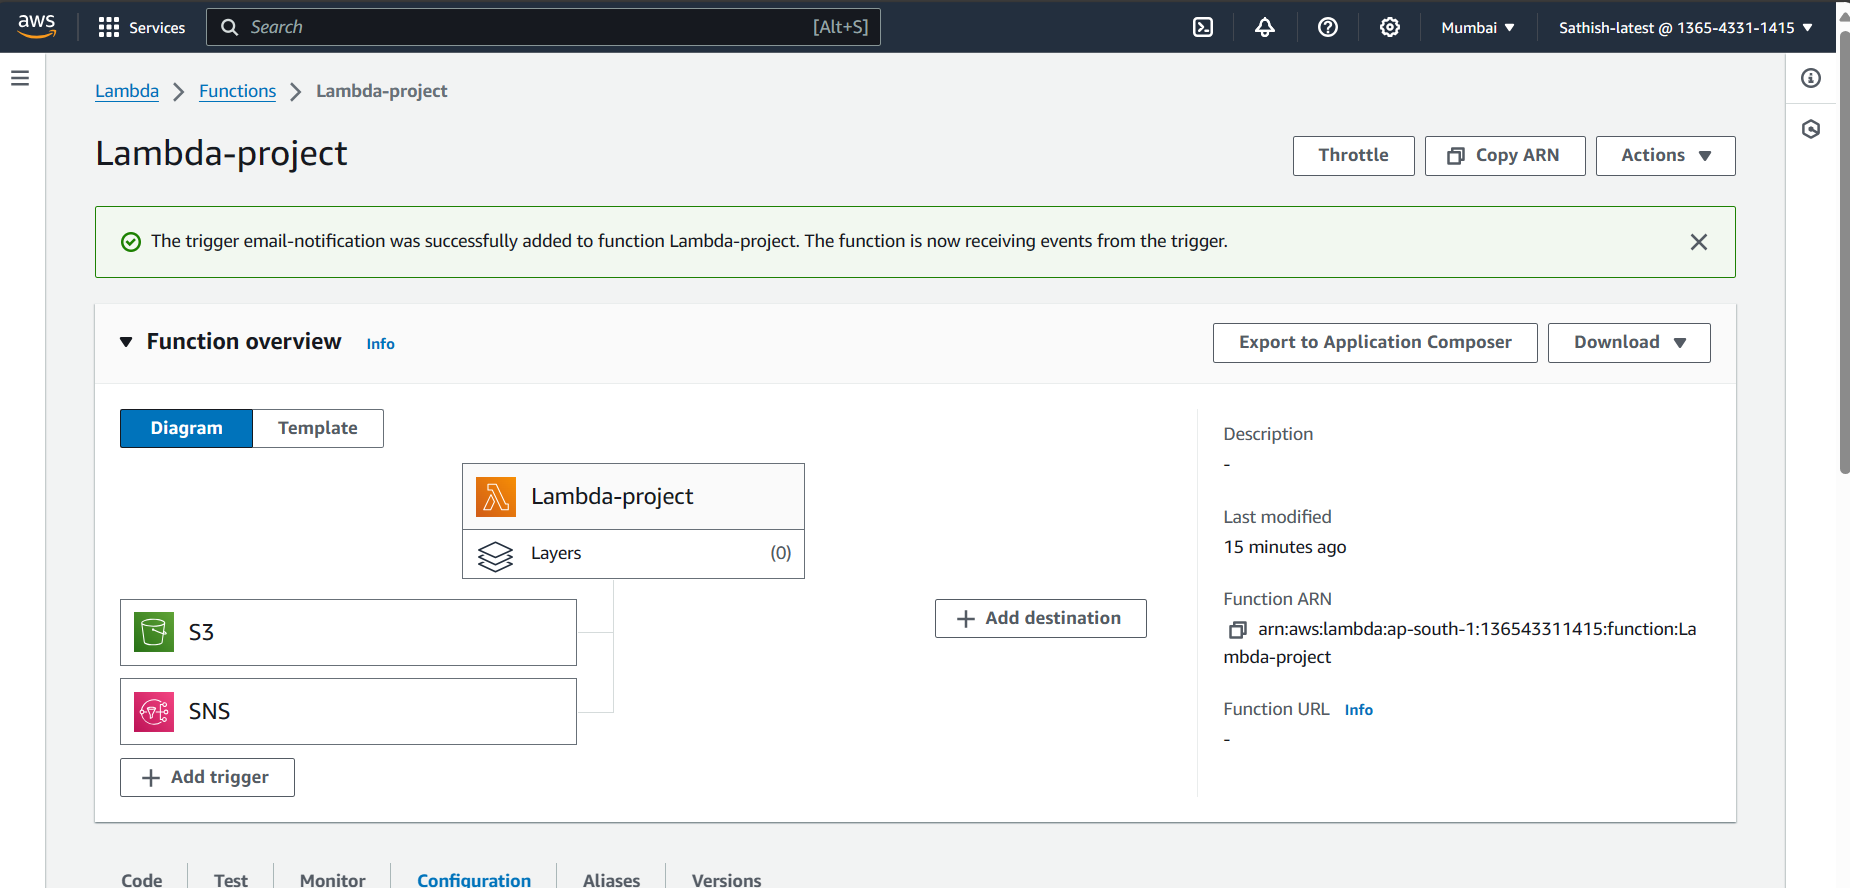 aws Services Search [Alt+S] Mumbai Sathish-latest @ 1365-4331-1415
Lambda Functions Lambda-project
Lambda-project
Throttle Copy ARN Actions
The trigger email-notification was successfully added to function Lambda-project. The function is now receiving events from the trigger.
Function overview Info
Export to Application Composer Download
Diagram Template
Lambda-project
Layers (0)
S3
SNS
Add trigger
Add destination
Description
-
Last modified
15 minutes ago
Function ARN
arn:aws:lambda:ap-south-1:136543311415:function:La
mbda-project
Function URL Info
-
Code Test Monitor Configuration Aliases Versions